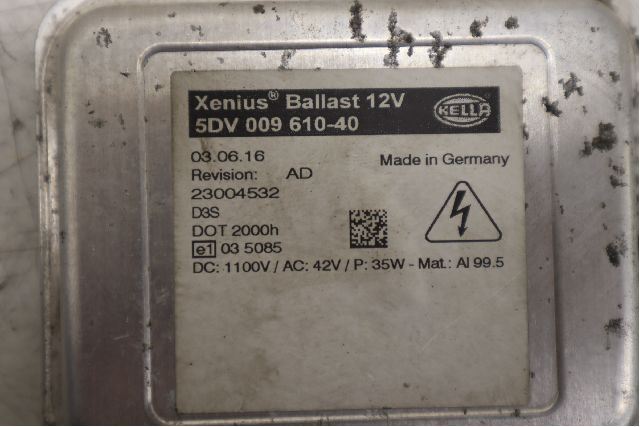 Xenius® Ballast 12V
5DV 009 610-40
HELLA
03.06.16
Made in Germany
Revision: AD
23004532
D3S
DOT 2000h
e1 03 5085
DC: 1100V / AC: 42V / P: 35W - Mat.: Al 99.5